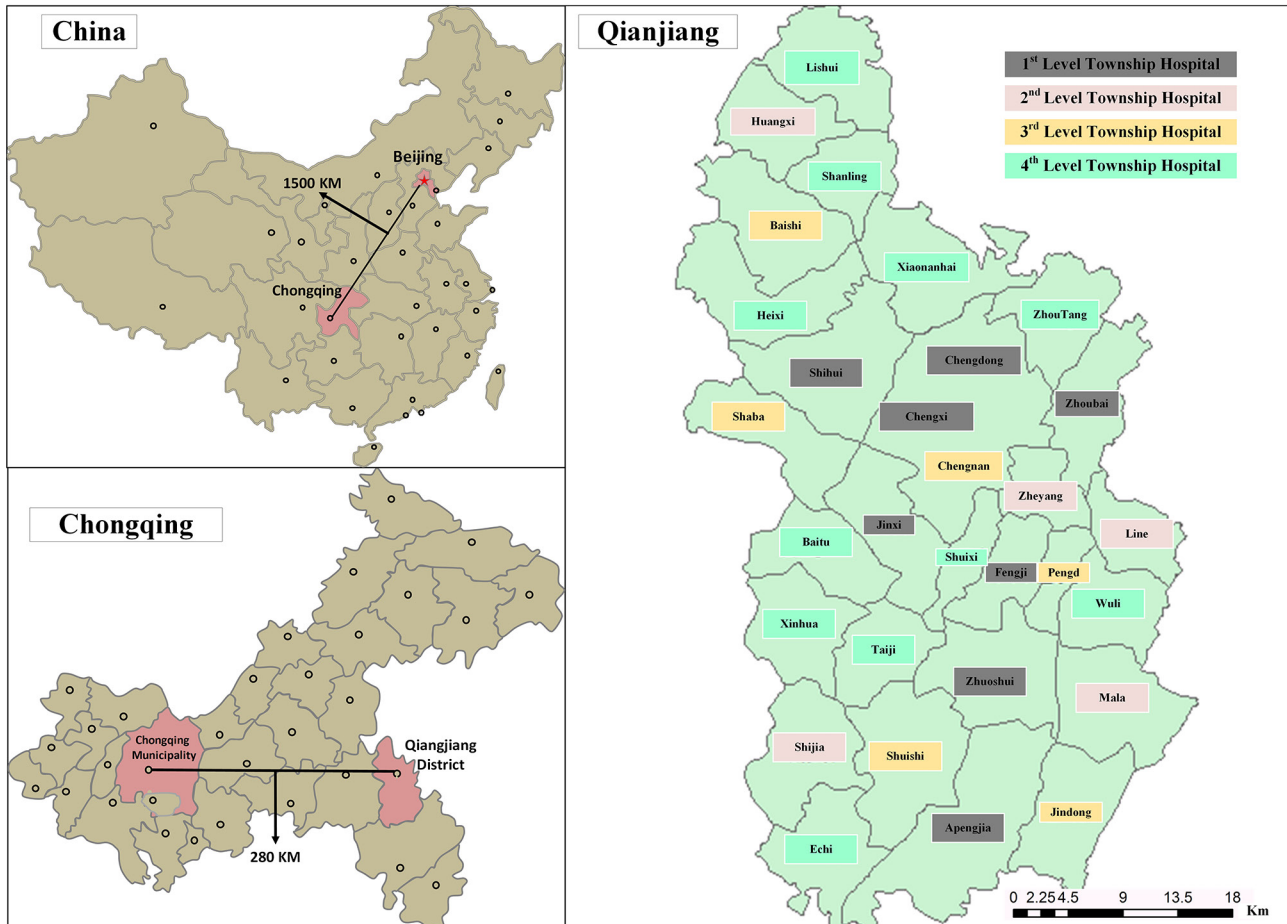 China
Beijing
1500 KM
Chongqing
Chongqing
Chongqing
Municipality
Qiangjiang
District
280 KM
Qianjiang
1st Level Township Hospital
2nd Level Township Hospital
3rd Level Township Hospital
4th Level Township Hospital
Lishui
Huangxi
Shanling
Baishi
Xiaonanhai
Heixi
ZhouTang
Chengdong
Shihui
Zhoubai
Shaba
Chengxi
Chengnan
Zheyang
Jinxi
Line
Baitu
Shuixi
Fengji
Pengd
Wuli
Xinhua
Taiji
Zhuoshui
Mala
Shijia
Shuishi
Jindong
Apengjia
Echi
0 2.25 4.5 9 13.5 18
Km